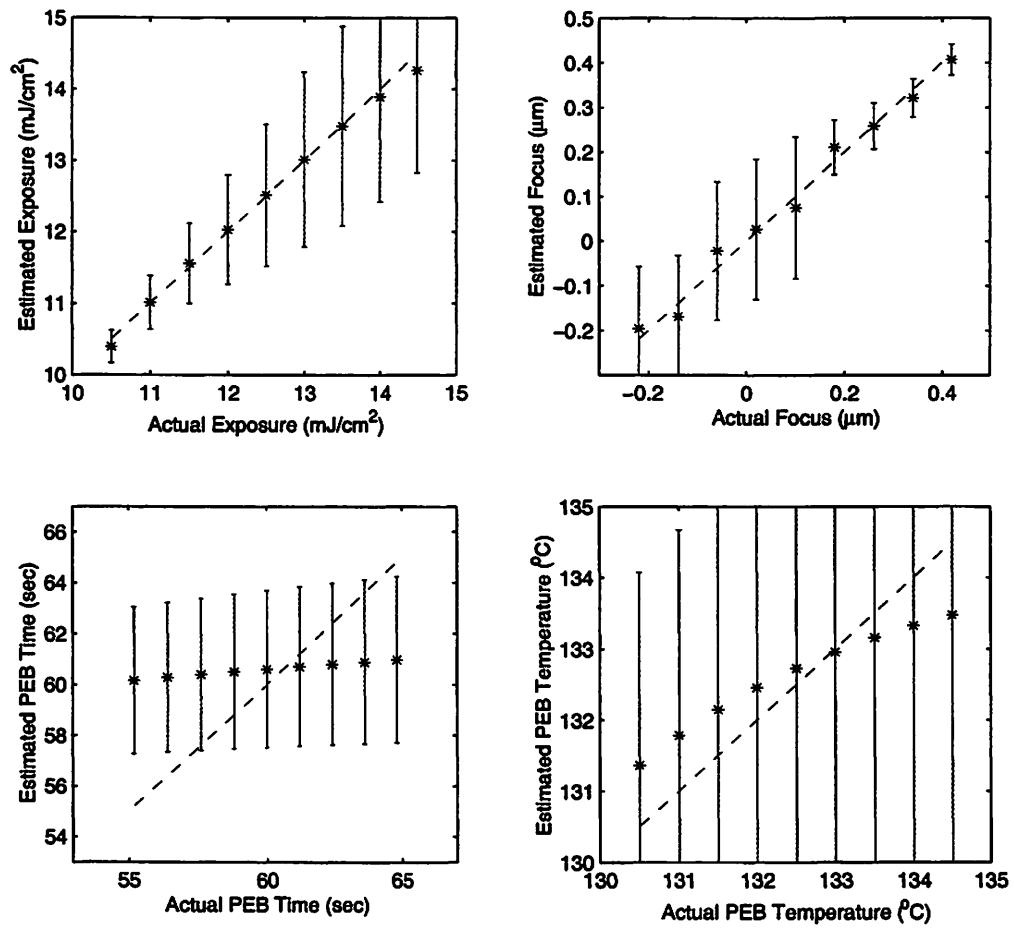 15
14
13
12
11
10
Estimated Exposure (mJ/cm²)
10 11 12 13 14 15
Actual Exposure (mJ/cm²)
0.5
0.4
0.3
0.2
0.1
0
−0.1
−0.2
Estimated Focus (μm)
−0.2 0 0.2 0.4
Actual Focus (μm)
66
64
62
60
58
56
54
Estimated PEB Time (sec)
55 60 65
Actual PEB Time (sec)
135
134
133
132
131
130
Estimated PEB Temperature (⁰C)
130 131 132 133 134 135
Actual PEB Temperature (⁰C)